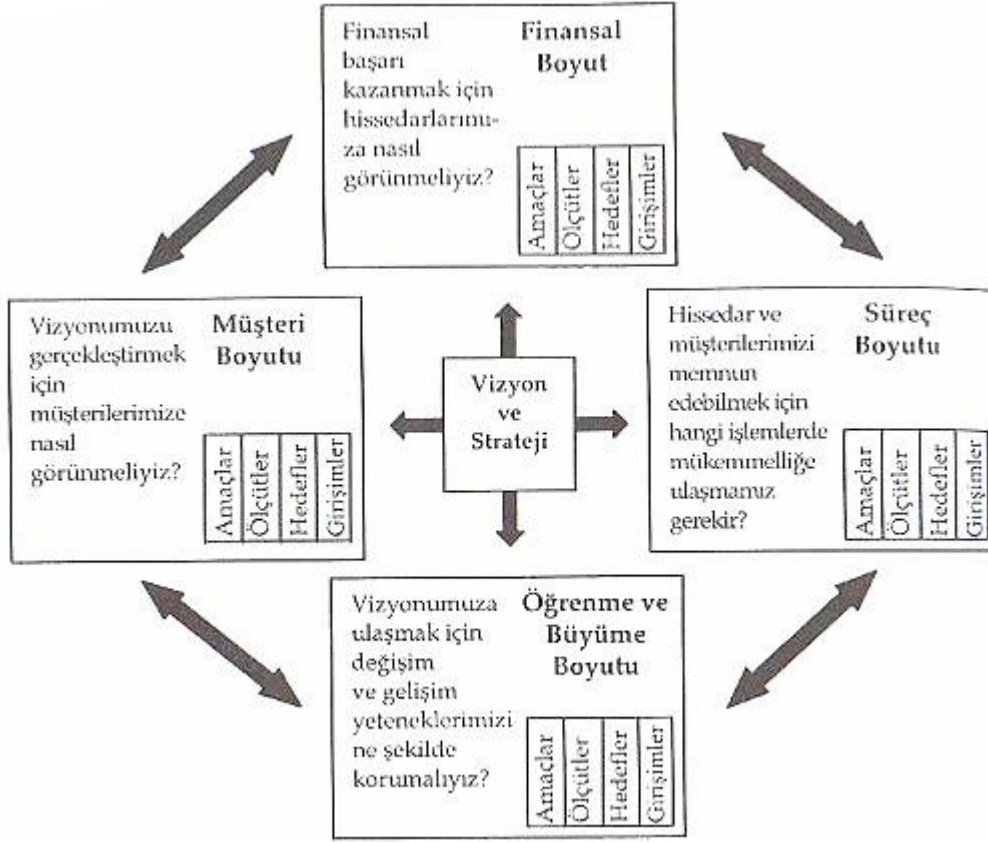 Finansal
başarı
kazanmak için
hissedarlarımı-
za nasıl
görünmeliyiz?
Finansal
Boyut
Amaçlar
Ölçütler
Hedefler
Girişimler
Vizyonumuzu
gerçekleştirmek
için
müşterilerimize
nasıl
görünmeliyiz?
Müşteri
Boyutu
Amaçlar
Ölçütler
Hedefler
Girişimler
Vizyon
ve
Strateji
Hissedar ve
müşterilerimizi
memnun
edebilmek için
hangi işlemlerde
mükemmelliğe
ulaşmamız
gerekir?
Süreç
Boyutu
Amaçlar
Ölçütler
Hedefler
Girişimler
Vizyonumuza
ulaşmak için
değişim
ve gelişim
yeteneklerimizi
ne şekilde
korumalıyız?
Öğrenme ve
Büyüme
Boyutu
Amaçlar
Ölçütler
Hedefler
Girişimler